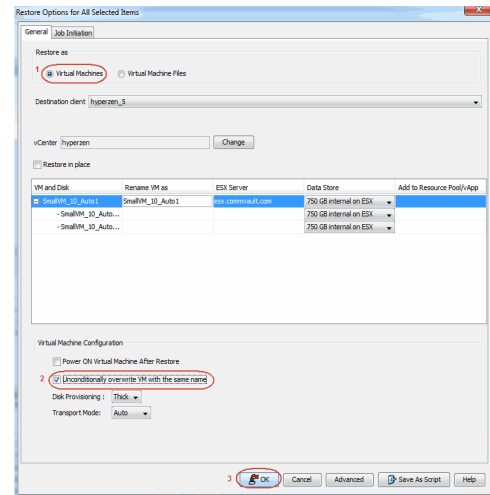 Restore Options for All Selected Items
General Job Initiation
Restore as
1 Virtual Machines Virtual Machine Files
Destination client hyperzen_5
vCenter hyperzen Change
Restore in place
VM and Disk Rename VM as ESX Server Data Store Add to Resource Pool/vApp
SmallVM_10_Auto1 SmallVM_10_Auto1 esx.commvault.com 750 GB internal on ESX
- SmallVM_10_Auto... 750 GB internal on ESX
- SmallVM_10_Auto... 750 GB internal on ESX
Virtual Machine Configuration
Power ON Virtual Machine After Restore
2 Unconditionally overwrite VM with the same name
Disk Provisioning : Thick
Transport Mode: Auto
3 OK Cancel Advanced Save As Script Help